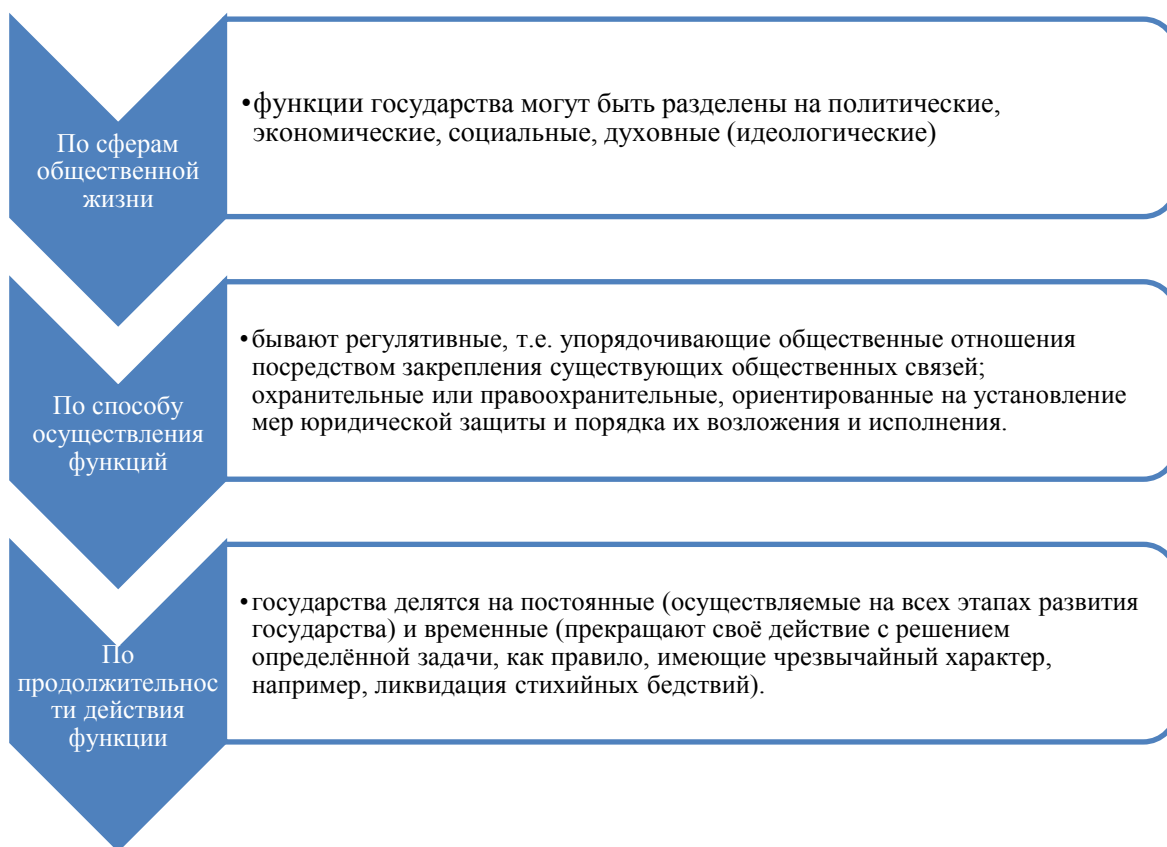 По сферам
общественной
жизни
•функции государства могут быть разделены на политические,
экономические, социальные, духовные (идеологические)
По способу
осуществления
функций
•бывают регулятивные, т.е. упорядочивающие общественные отношения
посредством закрепления существующих общественных связей;
охранительные или правоохранительные, ориентированные на установление
мер юридической защиты и порядка их возложения и исполнения.
По
продолжительнос
ти действия
функции
•государства делятся на постоянные (осуществляемые на всех этапах развития
государства) и временные (прекращают своё действие с решением
определённой задачи, как правило, имеющие чрезвычайный характер,
например, ликвидация стихийных бедствий).